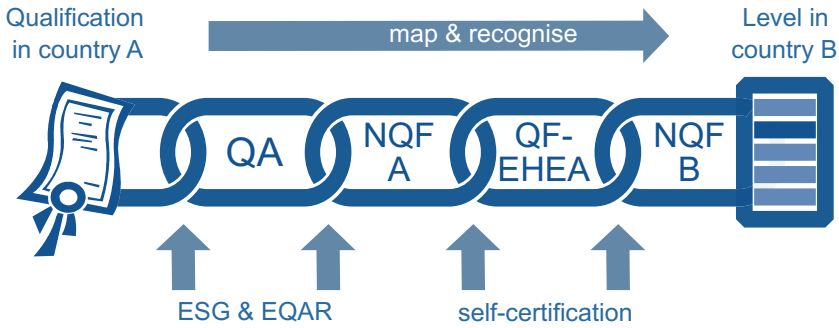 Qualification
in country A
map & recognise
Level in
country B
QA
NQF
A
QF-
EHEA
NQF
B
ESG & EQAR
self-certification